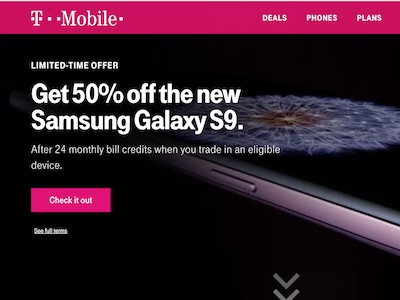 T Mobile
DEALS PHONES PLANS
LIMITED-TIME OFFER
Get 50% off the new
Samsung Galaxy S9.
After 24 monthly bill credits when you trade in an eligible
device.
Check it out
See full terms